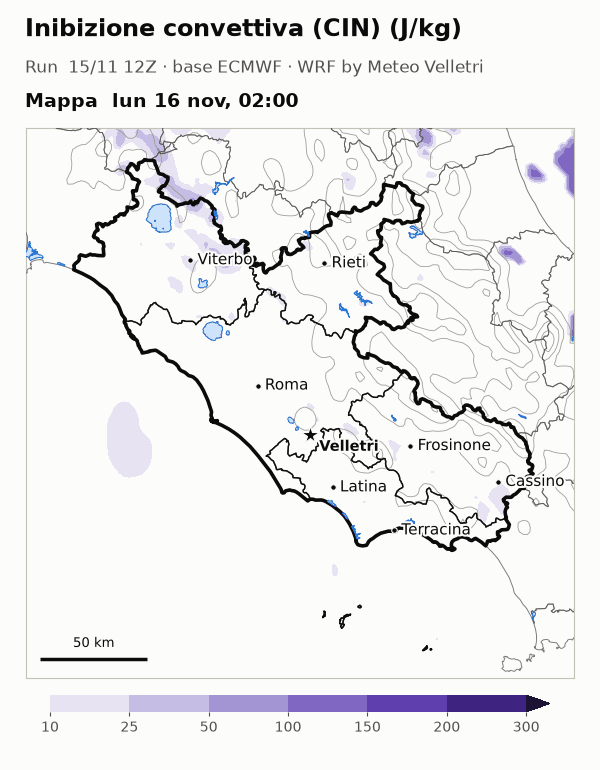 Inibizione convettiva (CIN) (J/kg)
Run 15/11 12Z · base ECMWF · WRF by Meteo Velletri
Mappa lun 16 nov, 02:00
Viterbo
Rieti
Roma
Velletri
Frosinone
Latina
Cassino
Terracina
50 km
10 25 50 100 150 200 300